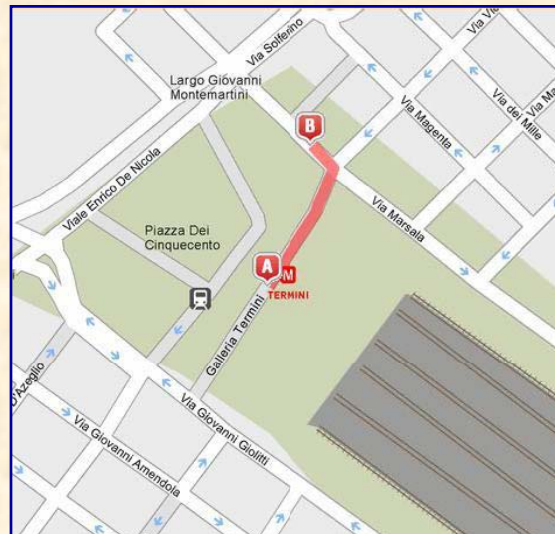 Via Solferino
Largo Giovanni
Montemartini
Viale Enrico De Nicola
B
Via Magenta
Via dei Mille
Piazza Dei
Cinquecento
Via Marsala
A
M
TERMINI
Galleria Termini
Via Giovanni Giolitti
Via Giovanni Amendola
D'Azeglio